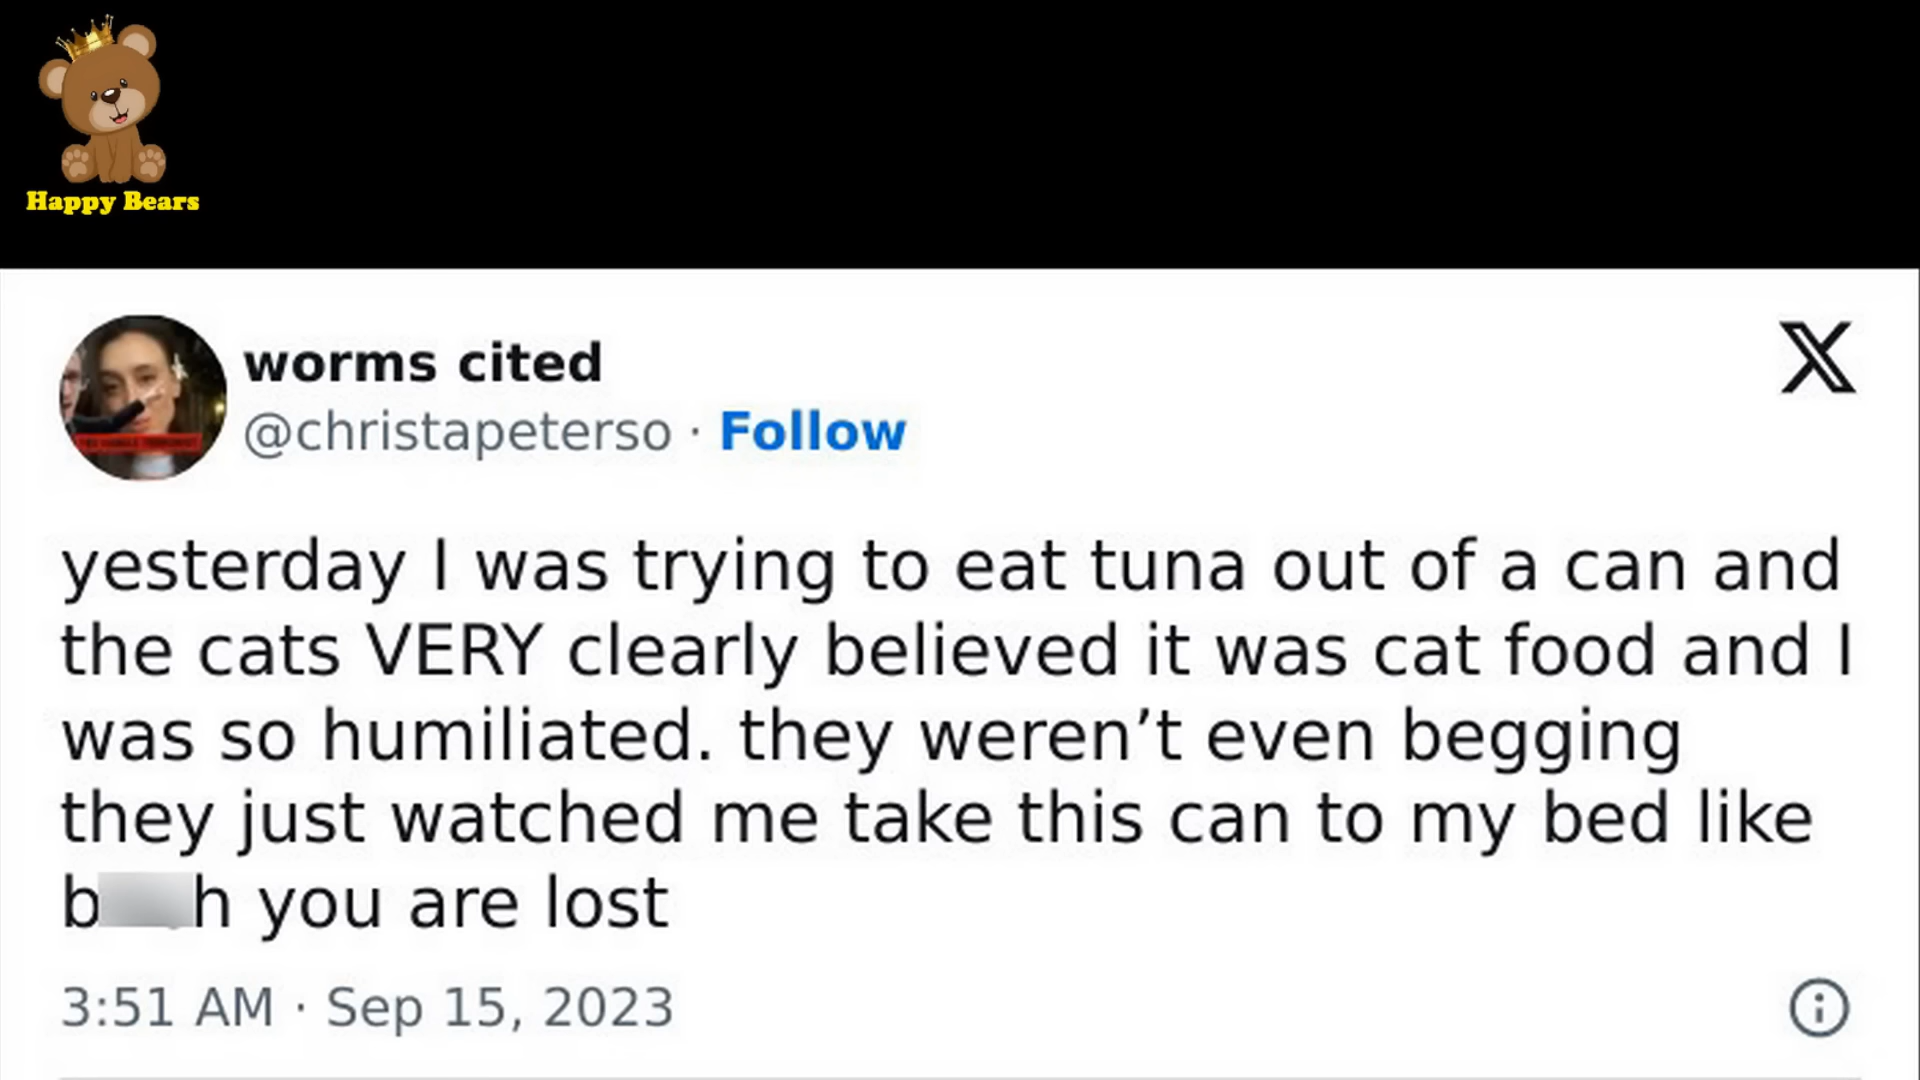 Happy Bears
worms cited
@christapeterso · Follow
yesterday I was trying to eat tuna out of a can and
the cats VERY clearly believed it was cat food and I
was so humiliated. they weren’t even begging
they just watched me take this can to my bed like
b h you are lost
3:51 AM · Sep 15, 2023